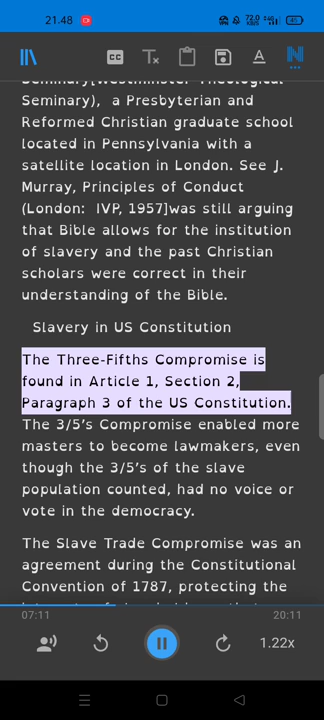 21.48
CC
Seminary[Westminster Theological
Seminary), a Presbyterian and
Reformed Christian graduate school
located in Pennsylvania with a
satellite location in London. See J.
Murray, Principles of Conduct
(London: IVP, 1957]was still arguing
that Bible allows for the institution
of slavery and the past Christian
scholars were correct in their
understanding of the Bible.
Slavery in US Constitution
The Three-Fifths Compromise is
found in Article 1, Section 2,
Paragraph 3 of the US Constitution.
The 3/5's Compromise enabled more
masters to become lawmakers, even
though the 3/5's of the slave
population counted, had no voice or
vote in the democracy.
The Slave Trade Compromise was an
agreement during the Constitutional
Convention of 1787, protecting the
07:11
20:11
1.22x